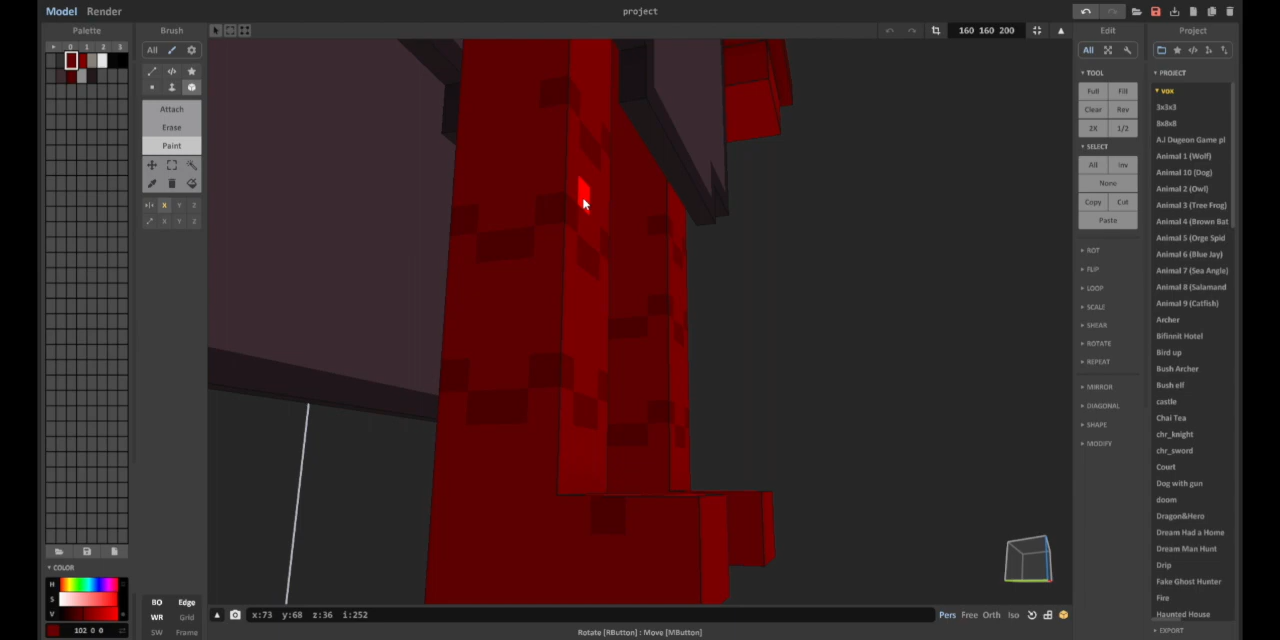 Model Render
project
Palette
0 1 2 3
COLOR
H
S
V
102 0 0
Brush
All
Attach
Erase
Paint
X Y Z
X Y Z
BO Edge
WR Grid
SW Frame
160 160 200
x:73 y:68 z:36 i:252
Pers Free Orth Iso
Rotate [RButton] : Move [MButton]
Edit
All
TOOL
Full Fill
Clear Rev
2X 1/2
SELECT
All Inv
None
Copy Cut
Paste
ROT
FLIP
LOOP
SCALE
SHEAR
ROTATE
REPEAT
MIRROR
DIAGONAL
SHAPE
MODIFY
Project
PROJECT
vox
3x3x3
8x8x8
A.I Dugeon Game pl
Animal 1 (Wolf)
Animal 10 (Dog)
Animal 2 (Owl)
Animal 3 (Tree Frog)
Animal 4 (Brown Bat
Animal 5 (Orge Spid
Animal 6 (Blue Jay)
Animal 7 (Sea Angle)
Animal 8 (Salamand
Animal 9 (Catfish)
Archer
Bifinnit Hotel
Bird up
Bush Archer
Bush elf
castle
Chai Tea
chr_knight
chr_sword
Court
Dog with gun
doom
Dragon&Hero
Dream Had a Home
Dream Man Hunt
Drip
Fake Ghost Hunter
Fire
Haunted House
EXPORT